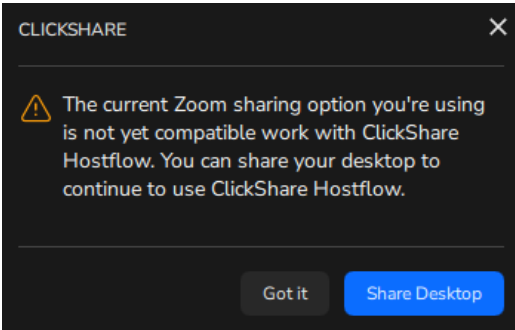 CLICKSHARE
The current Zoom sharing option you're using
is not yet compatible work with ClickShare
Hostflow. You can share your desktop to
continue to use ClickShare Hostflow.
Got it
Share Desktop